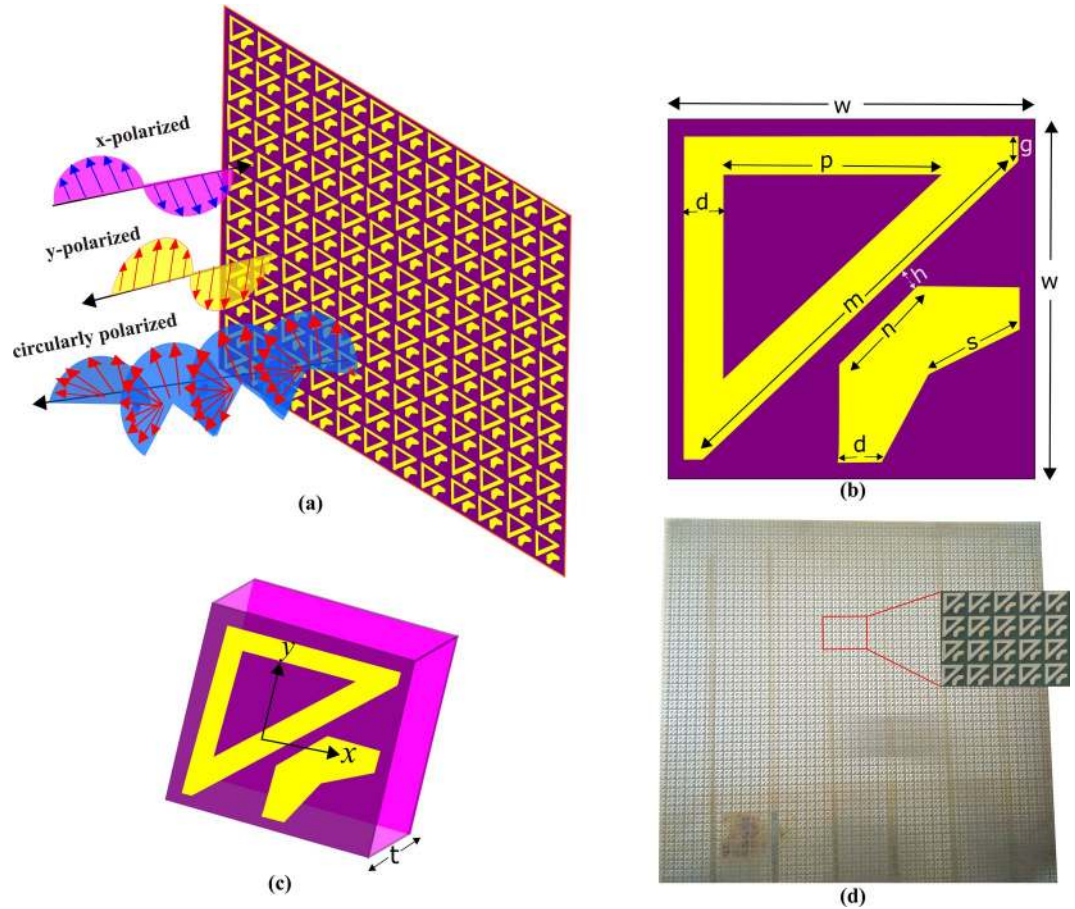 x-polarized
y-polarized
circularly polarized
(a)
w
w
g
p
d
h
m
n
s
d
(b)
y
x
t
(c)
(d)